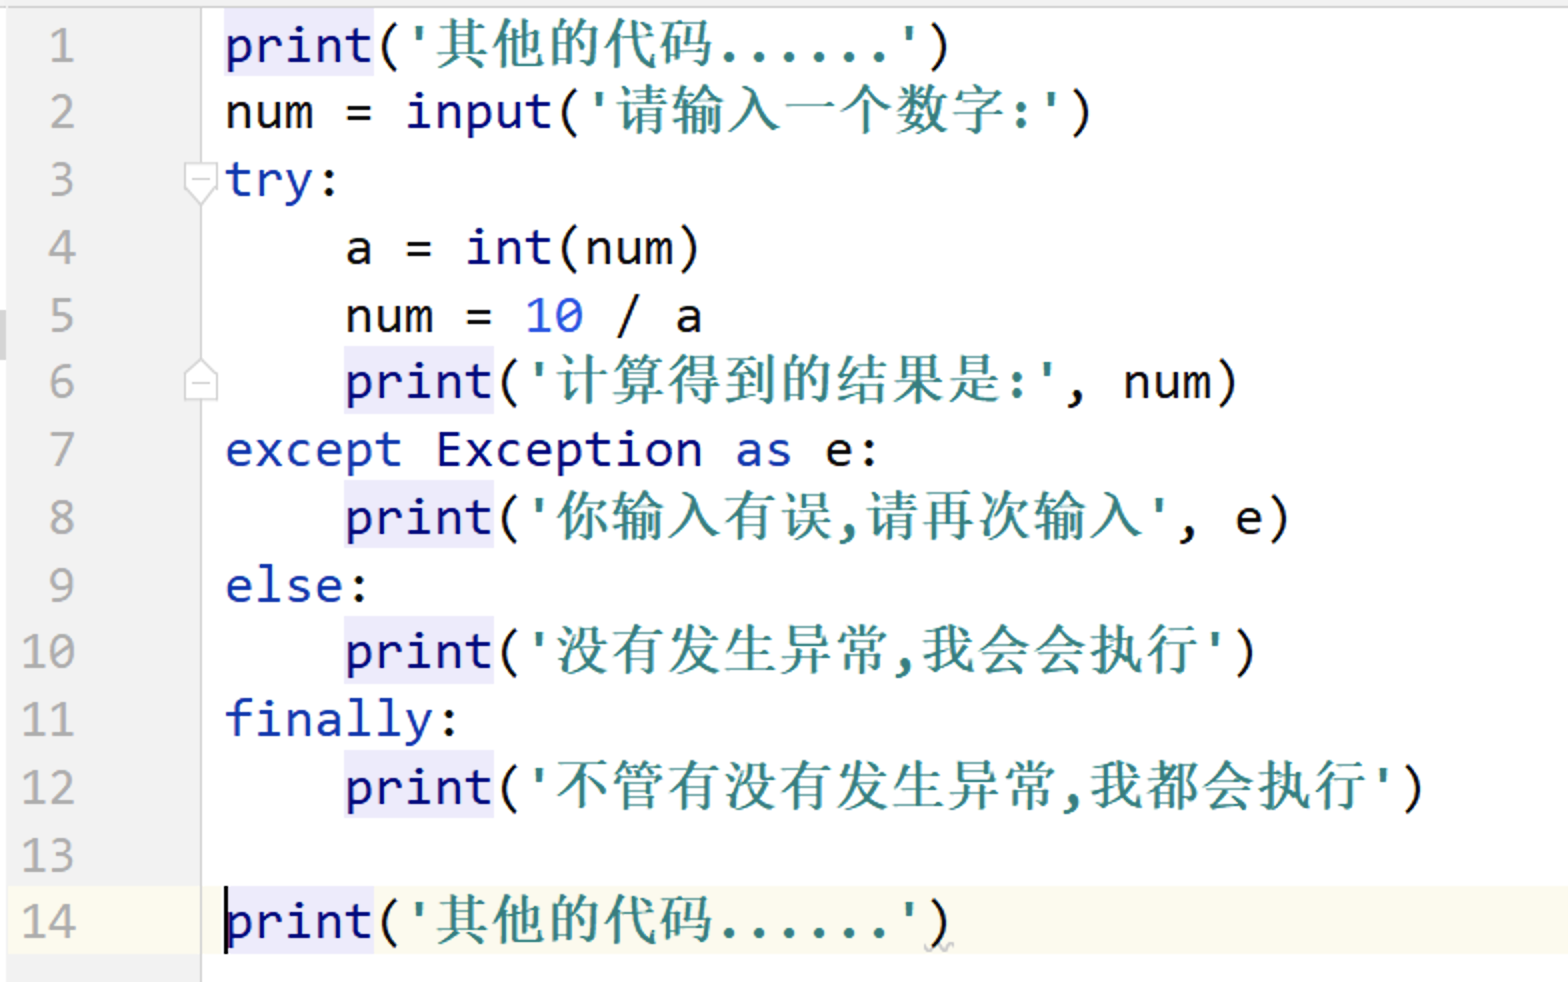 1 print('其他的代码......')
2 num = input('请输入一个数字:')
3 try:
4     a = int(num)
5     num = 10 / a
6     print('计算得到的结果是:', num)
7 except Exception as e:
8     print('你输入有误,请再次输入', e)
9 else:
10     print('没有发生异常,我会会执行')
11 finally:
12     print('不管有没有发生异常,我都会执行')
13
14 print('其他的代码......')